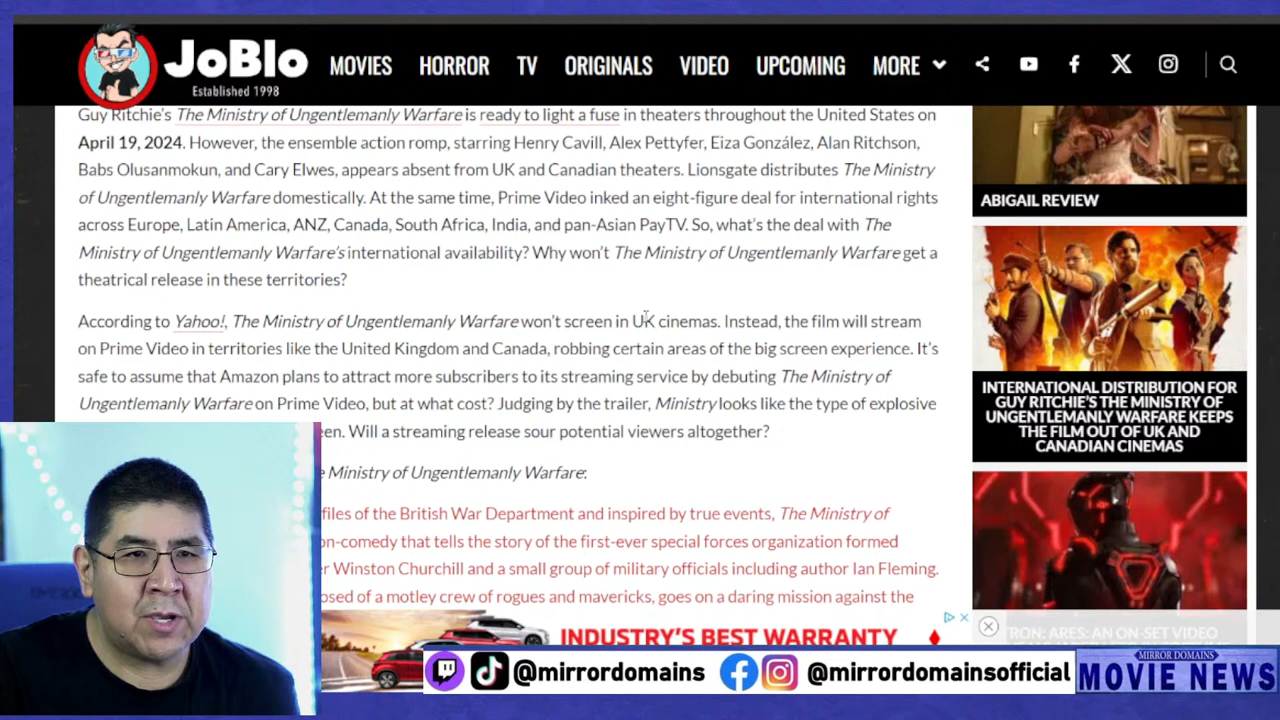 JoBlo
Established 1998
MOVIES HORROR TV ORIGINALS VIDEO UPCOMING MORE
Guy Ritchie's The Ministry of Ungentlemanly Warfare is ready to light a fuse in theaters throughout the United States on
April 19, 2024. However, the ensemble action romp, starring Henry Cavill, Alex Pettyfer, Eiza González, Alan Ritchson,
Babs Olusanmokun, and Cary Elwes, appears absent from UK and Canadian theaters. Lionsgate distributes The Ministry
of Ungentlemanly Warfare domestically. At the same time, Prime Video inked an eight-figure deal for international rights
across Europe, Latin America, ANZ, Canada, South Africa, India, and pan-Asian PayTV. So, what's the deal with The
Ministry of Ungentlemanly Warfare's international availability? Why won't The Ministry of Ungentlemanly Warfare get a
theatrical release in these territories?
According to Yahoo!, The Ministry of Ungentlemanly Warfare won't screen in UK cinemas. Instead, the film will stream
on Prime Video in territories like the United Kingdom and Canada, robbing certain areas of the big screen experience. It's
safe to assume that Amazon plans to attract more subscribers to its streaming service by debuting The Ministry of
Ungentlemanly Warfare on Prime Video, but at what cost? Judging by the trailer, Ministry looks like the type of explosive
een. Will a streaming release sour potential viewers altogether?
e Ministry of Ungentlemanly Warfare:
files of the British War Department and inspired by true events, The Ministry of
on-comedy that tells the story of the first-ever special forces organization formed
er Winston Churchill and a small group of military officials including author Ian Fleming.
osed of a motley crew of rogues and mavericks, goes on a daring mission against the
ABIGAIL REVIEW
INTERNATIONAL DISTRIBUTION FOR
GUY RITCHIE'S THE MINISTRY OF
UNGENTLEMANLY WARFARE KEEPS
THE FILM OUT OF UK AND
CANADIAN CINEMAS
TRON: ARES: AN ON-SET VIDEO
INDUSTRY'S BEST WARRANTY
@mirrordomains @mirrordomainsofficial
MIRROR DOMAINS
MOVIE NEWS